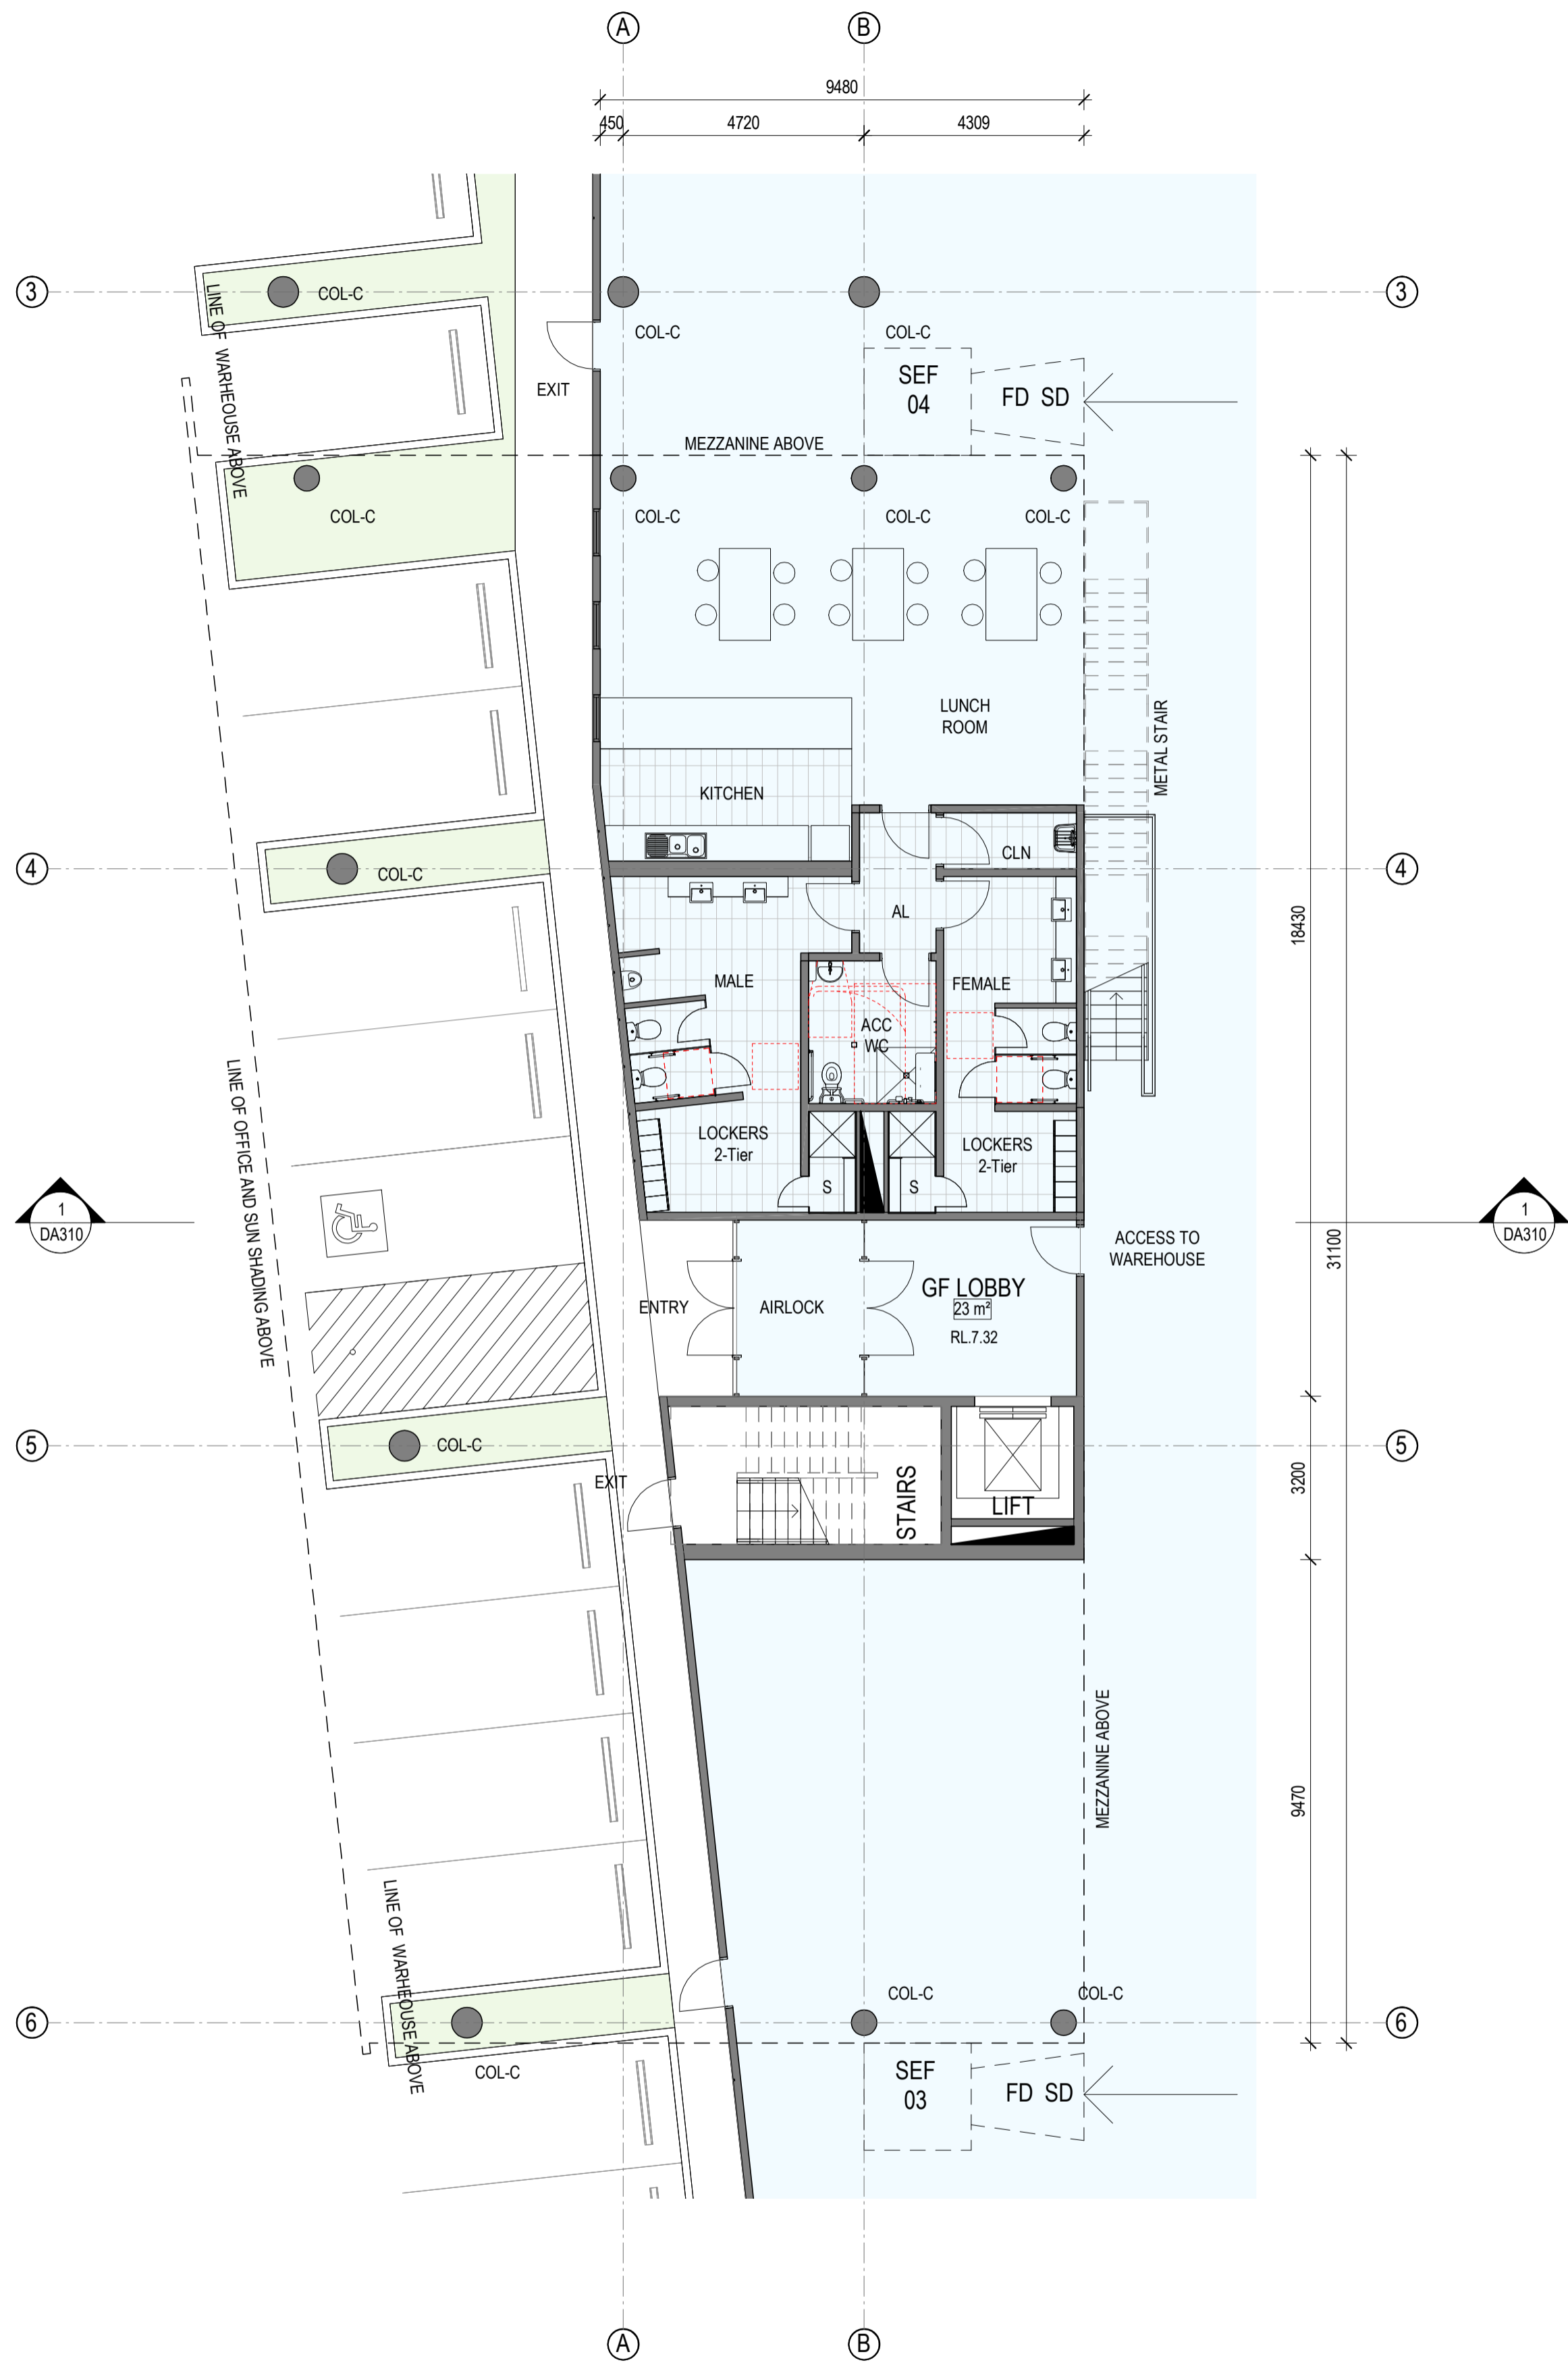 A
B
9480
450
4720
4309
3
COL-C
COL-C
COL-C
3
LINE OF WARHEOUSE ABOVE
EXIT
SEF
04
FD SD
MEZZANINE ABOVE
COL-C
COL-C
COL-C
COL-C
LUNCH
ROOM
METAL STAIR
KITCHEN
CLN
4
COL-C
4
AL
18430
MALE
FEMALE
ACC
WC
LINE OF OFFICE AND SUN SHADING ABOVE
LOCKERS
2-Tier
LOCKERS
2-Tier
S
S
1
DA310
1
DA310
ACCESS TO
WAREHOUSE
31100
ENTRY
AIRLOCK
GF LOBBY
23 m²
RL.7.32
5
COL-C
5
EXIT
STAIRS
LIFT
3200
MEZZANINE ABOVE
9470
LINE OF WARHEOUSE ABOVE
COL-C
COL-C
6
6
COL-C
SEF
03
FD SD
A
B